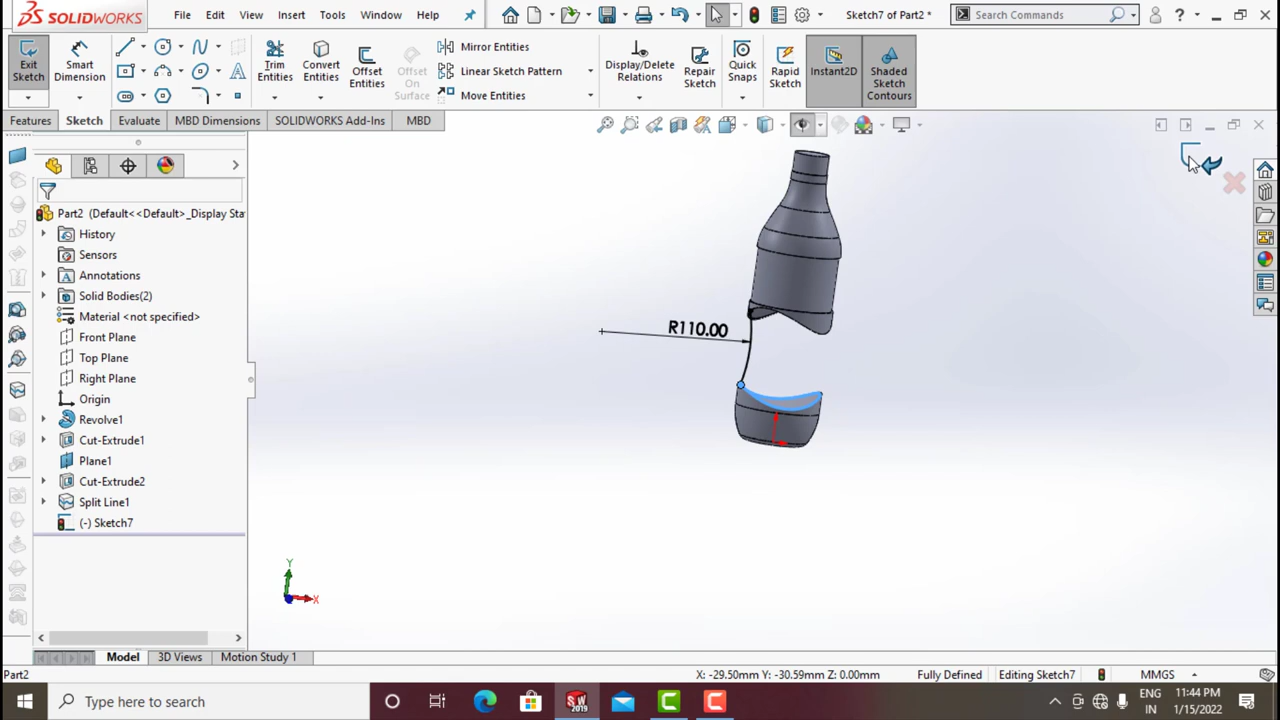 SOLIDWORKS File Edit View Insert Tools Window Help Sketch7 of Part2 * Search Commands ?
Exit Sketch
Smart Dimension
Trim Entities
Convert Entities
Offset Entities
Offset On Surface
Mirror Entities
Linear Sketch Pattern
Move Entities
Display/Delete Relations
Repair Sketch
Quick Snaps
Rapid Sketch
Instant2D
Shaded Sketch Contours
Features Sketch Evaluate MBD Dimensions SOLIDWORKS Add-Ins MBD
Part2 (Default<<Default>_Display Sta
History
Sensors
Annotations
Solid Bodies(2)
Material <not specified>
Front Plane
Top Plane
Right Plane
Origin
Revolve1
Cut-Extrude1
Plane1
Cut-Extrude2
Split Line1
(-) Sketch7
R110.00
Y
X
Model 3D Views Motion Study 1
Part2 X: -29.50mm Y: -30.59mm Z: 0.00mm Fully Defined Editing Sketch7 MMGS
Type here to search
SW
2019
ENG
IN
11:44 PM
1/15/2022